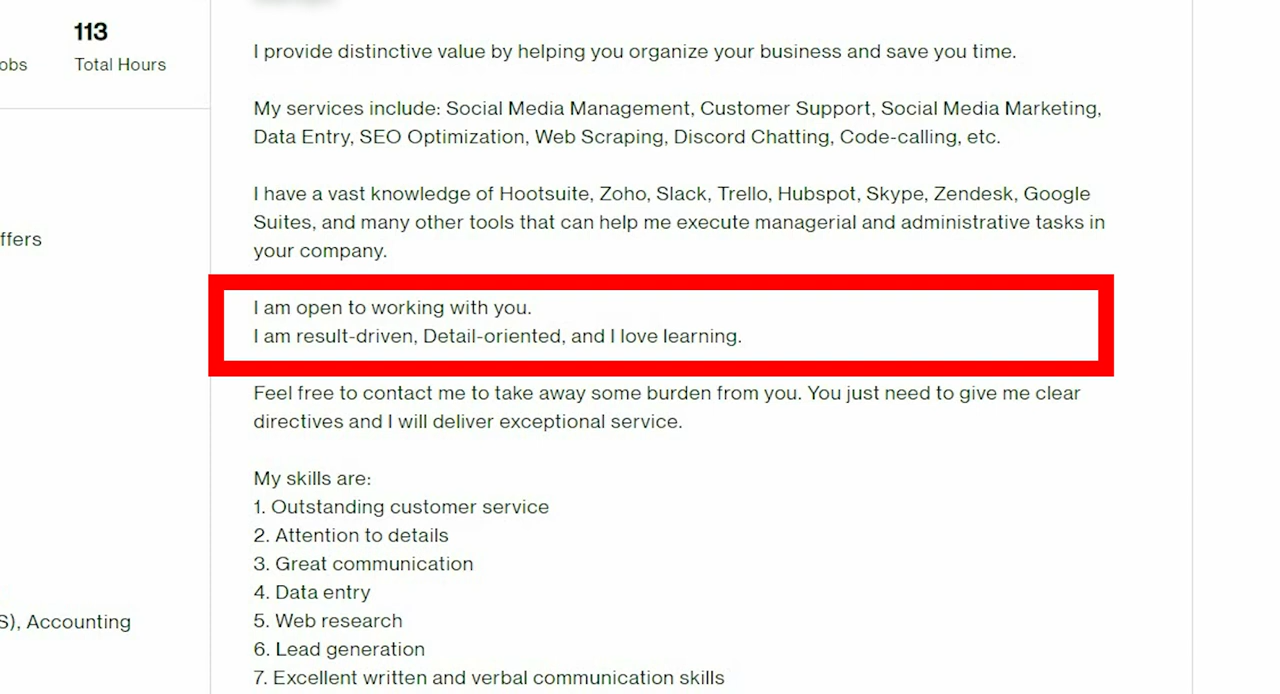 113
obs
Total Hours
ffers
S), Accounting
I provide distinctive value by helping you organize your business and save you time.
My services include: Social Media Management, Customer Support, Social Media Marketing,
Data Entry, SEO Optimization, Web Scraping, Discord Chatting, Code-calling, etc.
I have a vast knowledge of Hootsuite, Zoho, Slack, Trello, Hubspot, Skype, Zendesk, Google
Suites, and many other tools that can help me execute managerial and administrative tasks in
your company.
I am open to working with you.
I am result-driven, Detail-oriented, and I love learning.
Feel free to contact me to take away some burden from you. You just need to give me clear
directives and I will deliver exceptional service.
My skills are:
1. Outstanding customer service
2. Attention to details
3. Great communication
4. Data entry
5. Web research
6. Lead generation
7. Excellent written and verbal communication skills